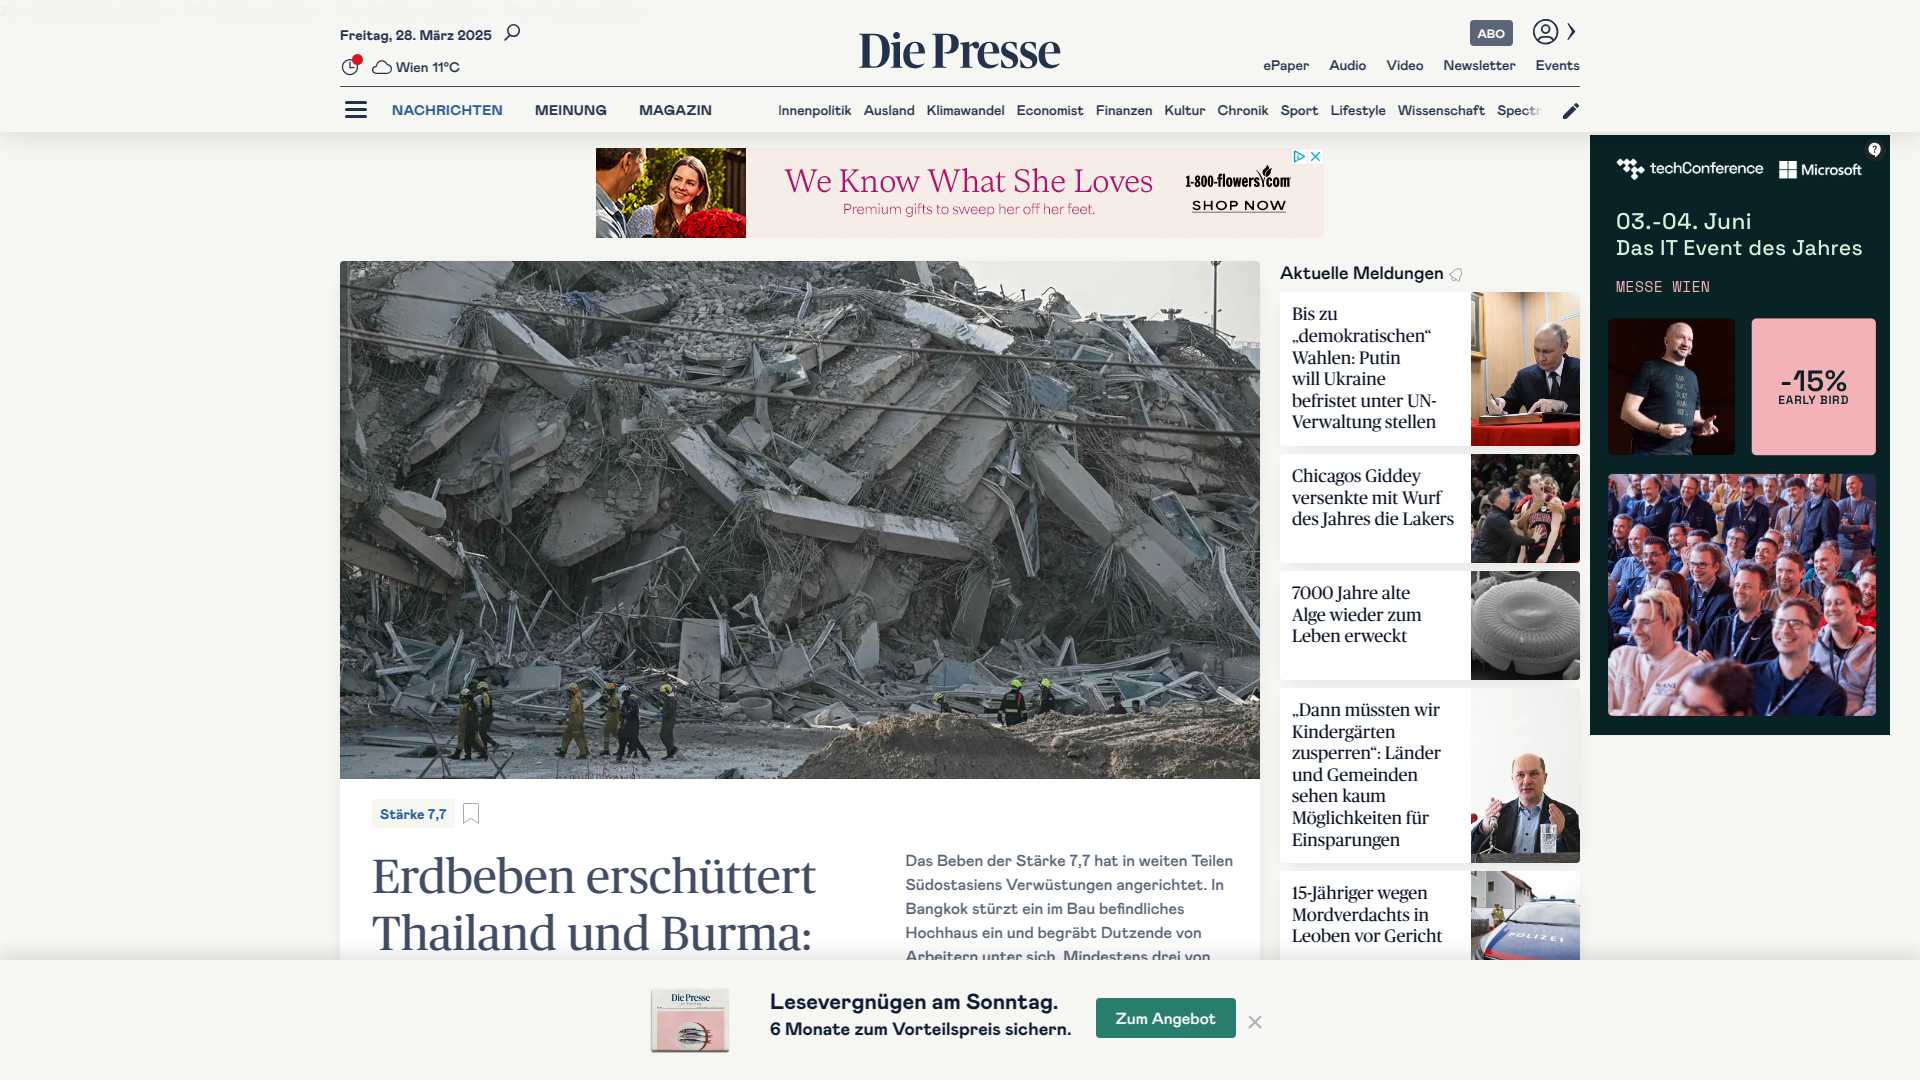 Freitag, 28. März 2025
Wien 11°C
Die Presse
ABO
ePaper Audio Video Newsletter Events
NACHRICHTEN MEINUNG MAGAZIN
Innenpolitik Ausland Klimawandel Economist Finanzen Kultur Chronik Sport Lifestyle Wissenschaft Spectr
We Know What She Loves
Premium gifts to sweep her off her feet.
1-800-flowers.com
SHOP NOW
techConference Microsoft
03.-04. Juni
Das IT Event des Jahres
MESSE WIEN
-15%
EARLY BIRD
Stärke 7,7
Erdbeben erschüttert
Thailand und Burma:
Das Beben der Stärke 7,7 hat in weiten Teilen
Südostasiens Verwüstungen angerichtet. In
Bangkok stürzt ein im Bau befindliches
Hochhaus ein und begräbt Dutzende von
Arbeitern unter sich. Mindestens drei von
Aktuelle Meldungen
Bis zu
„demokratischen“
Wahlen: Putin
will Ukraine
befristet unter UN-
Verwaltung stellen
Chicagos Giddey
versenkte mit Wurf
des Jahres die Lakers
7000 Jahre alte
Alge wieder zum
Leben erweckt
„Dann müssten wir
Kindergärten
zusperren“: Länder
und Gemeinden
sehen kaum
Möglichkeiten für
Einsparungen
15-Jähriger wegen
Mordverdachts in
Leoben vor Gericht
POLIZEI
Die Presse
Lesevergnügen am Sonntag.
6 Monate zum Vorteilspreis sichern.
Zum Angebot